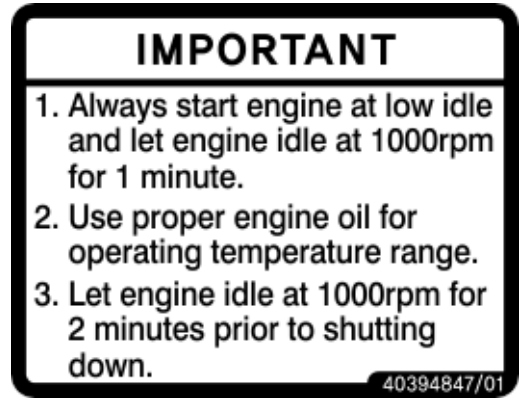 IMPORTANT
1. Always start engine at low idle
and let engine idle at 1000rpm
for 1 minute.
2. Use proper engine oil for
operating temperature range.
3. Let engine idle at 1000rpm for
2 minutes prior to shutting
down.
40394847/01